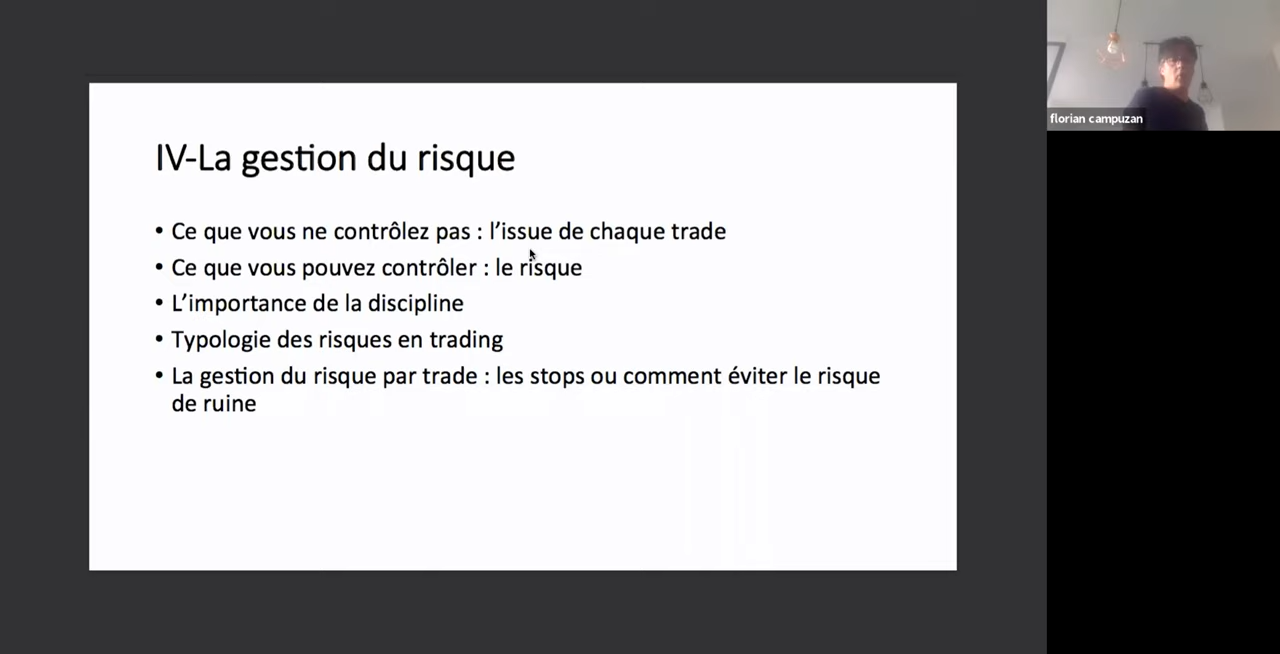 IV-La gestion du risque
• Ce que vous ne contrôlez pas : l’issue de chaque trade
• Ce que vous pouvez contrôler : le risque
• L’importance de la discipline
• Typologie des risques en trading
• La gestion du risque par trade : les stops ou comment éviter le risque
de ruine
florian campuzan